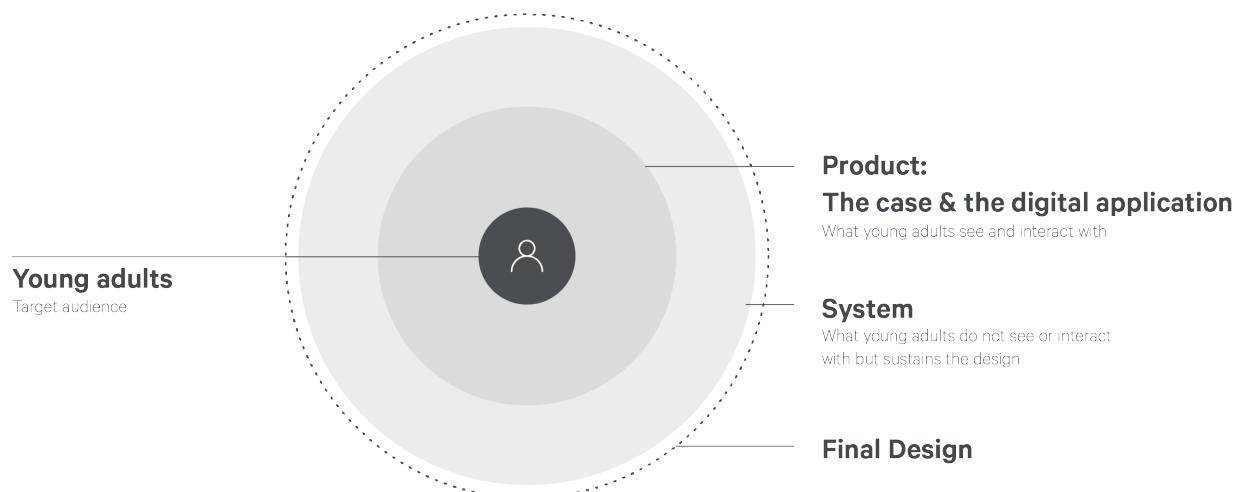 Young adults
Target audience
Product:
The case & the digital application
What young adults see and interact with
System
What young adults do not see or interact
with but sustains the design
Final Design